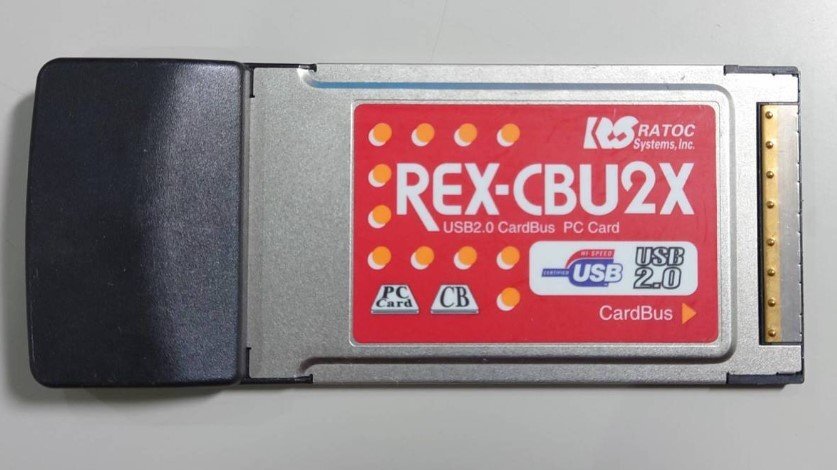 RS RATOC
Systems, Inc.
REX-CBU2X
USB2.0 CardBus PC Card
HI-SPEED
CERTIFIED USB
USB
2.0
PC
Card
CB
CardBus